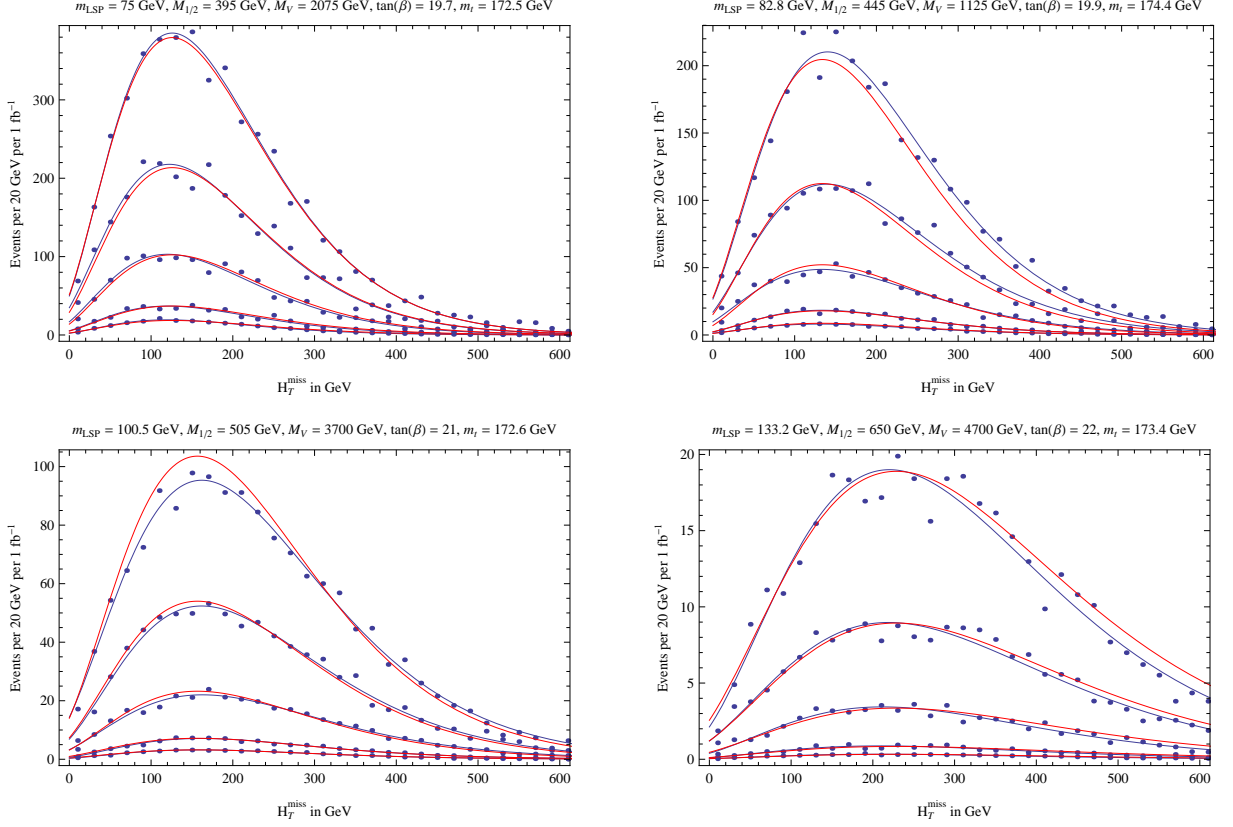 m_LSP = 75 GeV, M_1/2 = 395 GeV, M_V = 2075 GeV, tan(β) = 19.7, m_t = 172.5 GeV
Events per 20 GeV per 1 fb⁻¹
300
200
100
0
0 100 200 300 400 500 600
H_T^miss in GeV
m_LSP = 82.8 GeV, M_1/2 = 445 GeV, M_V = 1125 GeV, tan(β) = 19.9, m_t = 174.4 GeV
Events per 20 GeV per 1 fb⁻¹
200
150
100
50
0
0 100 200 300 400 500 600
H_T^miss in GeV
m_LSP = 100.5 GeV, M_1/2 = 505 GeV, M_V = 3700 GeV, tan(β) = 21, m_t = 172.6 GeV
Events per 20 GeV per 1 fb⁻¹
100
80
60
40
20
0
0 100 200 300 400 500 600
H_T^miss in GeV
m_LSP = 133.2 GeV, M_1/2 = 650 GeV, M_V = 4700 GeV, tan(β) = 22, m_t = 173.4 GeV
Events per 20 GeV per 1 fb⁻¹
20
15
10
5
0
0 100 200 300 400 500 600
H_T^miss in GeV